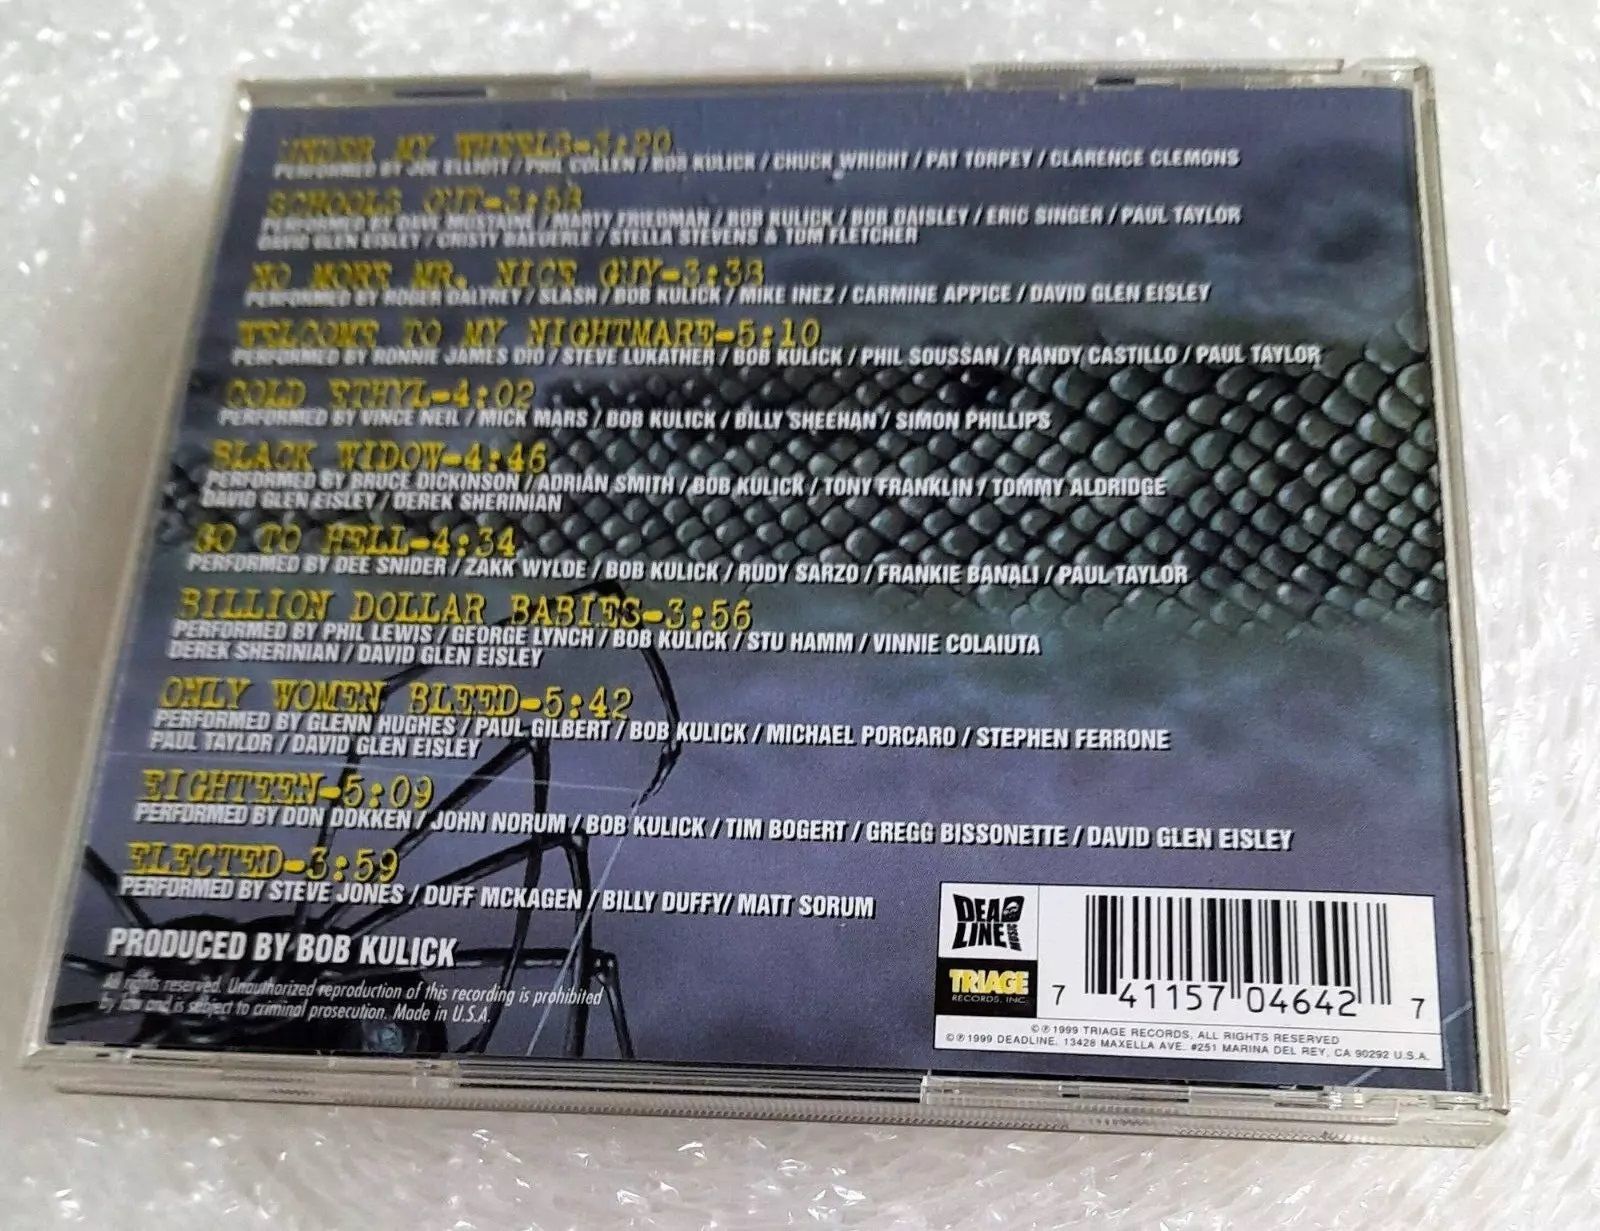 UNDER MY WHEELS-3:20
PERFORMED BY JOE ELLIOTT / PHIL COLLEN / BOB KULICK / CHUCK WRIGHT / PAT TORPEY / CLARENCE CLEMONS
SCHOOLS OUT-3:38
PERFORMED BY DAVE MUSTAINE / MARTY FRIEDMAN / BOB KULICK / BOB DAISLEY / ERIC SINGER / PAUL TAYLOR
DAVID GLEN EISLEY / CRISTY BAEUERLE / STELLA STEVENS & TOM FLETCHER
NO MORE MR. NICE GUY-3:38
PERFORMED BY ROGER DALTREY / SLASH / BOB KULICK / MIKE INEZ / CARMINE APPICE / DAVID GLEN EISLEY
WELCOME TO MY NIGHTMARE-5:10
PERFORMED BY RONNIE JAMES DIO / STEVE LUKATHER / BOB KULICK / PHIL SOUSSAN / RANDY CASTILLO / PAUL TAYLOR
COLD ETHYL-4:02
PERFORMED BY VINCE NEIL / MICK MARS / BOB KULICK / BILLY SHEEHAN / SIMON PHILLIPS
BLACK WIDOW-4:46
PERFORMED BY BRUCE DICKINSON / ADRIAN SMITH / BOB KULICK / TONY FRANKLIN / TOMMY ALDRIDGE
DAVID GLEN EISLEY / DEREK SHERINIAN
GO TO HELL-4:34
PERFORMED BY DEE SNIDER / ZAKK WYLDE / BOB KULICK / RUDY SARZO / FRANKIE BANALI / PAUL TAYLOR
BILLION DOLLAR BABIES-3:56
PERFORMED BY PHIL LEWIS / GEORGE LYNCH / BOB KULICK / STU HAMM / VINNIE COLAIUTA
DEREK SHERINIAN / DAVID GLEN EISLEY
ONLY WOMEN BLEED-5:42
PERFORMED BY GLENN HUGHES / PAUL GILBERT / BOB KULICK / MICHAEL PORCARO / STEPHEN FERRONE
PAUL TAYLOR / DAVID GLEN EISLEY
EIGHTEEN-5:09
PERFORMED BY DON DOKKEN / JOHN NORUM / BOB KULICK / TIM BOGERT / GREGG BISSONETTE / DAVID GLEN EISLEY
ELECTED-3:59
PERFORMED BY STEVE JONES / DUFF MCKAGEN / BILLY DUFFY/ MATT SORUM
PRODUCED BY BOB KULICK
All rights reserved. Unauthorized reproduction of this recording is prohibited
by law and is subject to criminal prosecution. Made in U.S.A.
DEAD
LINE MUSIC
TRIAGE
RECORDS, INC.
7 41157 04642 7
©℗1999 TRIAGE RECORDS, ALL RIGHTS RESERVED
©℗1999 DEADLINE. 13428 MAXELLA AVE. #251 MARINA DEL REY, CA 90292 U.S.A.